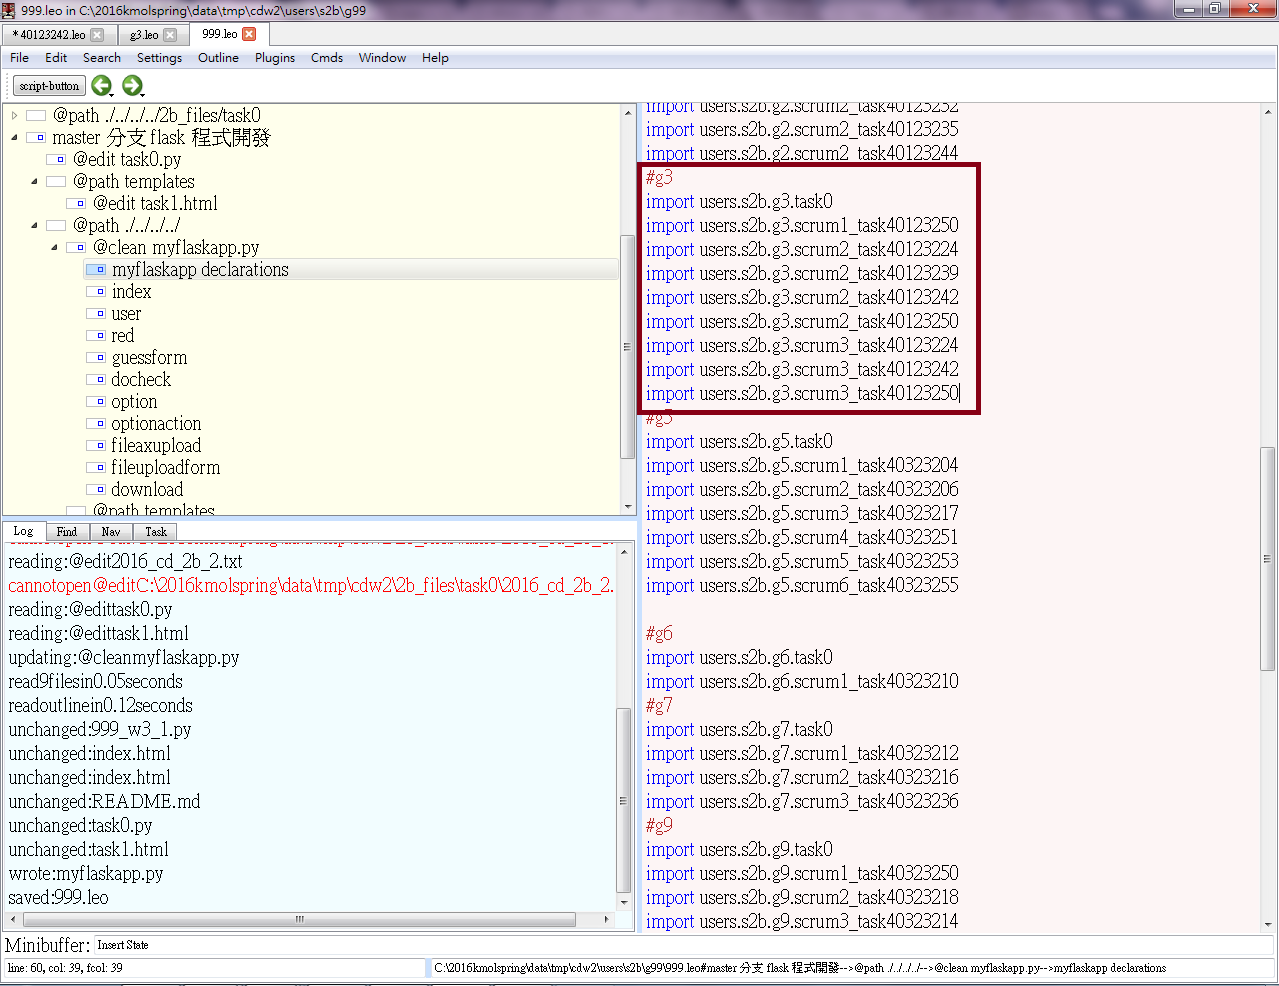 999.leo in C:\2016kmolspring\data\tmp\cdw2\users\s2b\g99
*40123242.leo
g3.leo
999.leo
File Edit Search Settings Outline Plugins Cmds Window Help
script-button
@path ./../../../2b_files/task0
master 分支 flask 程式開發
@edit task0.py
@path templates
@edit task1.html
@path ./../../../
@clean myflaskapp.py
myflaskapp declarations
index
user
red
guessform
docheck
option
optionaction
fileaxupload
fileuploadform
download
@path templates
Log Find Nav Task
reading:@edit2016_cd_2b_2.txt
cannotopen@editC:\2016kmolspring\data\tmp\cdw2\2b_files\task0\2016_cd_2b_2.
reading:@edittask0.py
reading:@edittask1.html
updating:@cleanmyflaskapp.py
read9filesin0.05seconds
readoutlinein0.12seconds
unchanged:999_w3_1.py
unchanged:index.html
unchanged:index.html
unchanged:README.md
unchanged:task0.py
unchanged:task1.html
wrote:myflaskapp.py
saved:999.leo
import users.s2b.g2.scrum2_task40123232
import users.s2b.g2.scrum2_task40123235
import users.s2b.g2.scrum2_task40123244
#g3
import users.s2b.g3.task0
import users.s2b.g3.scrum1_task40123250
import users.s2b.g3.scrum2_task40123224
import users.s2b.g3.scrum2_task40123239
import users.s2b.g3.scrum2_task40123242
import users.s2b.g3.scrum2_task40123250
import users.s2b.g3.scrum3_task40123224
import users.s2b.g3.scrum3_task40123242
import users.s2b.g3.scrum3_task40123250
#g5
import users.s2b.g5.task0
import users.s2b.g5.scrum1_task40323204
import users.s2b.g5.scrum2_task40323206
import users.s2b.g5.scrum3_task40323217
import users.s2b.g5.scrum4_task40323251
import users.s2b.g5.scrum5_task40323253
import users.s2b.g5.scrum6_task40323255
#g6
import users.s2b.g6.task0
import users.s2b.g6.scrum1_task40323210
#g7
import users.s2b.g7.task0
import users.s2b.g7.scrum1_task40323212
import users.s2b.g7.scrum2_task40323216
import users.s2b.g7.scrum3_task40323236
#g9
import users.s2b.g9.task0
import users.s2b.g9.scrum1_task40323250
import users.s2b.g9.scrum2_task40323218
import users.s2b.g9.scrum3_task40323214
Minibuffer: Insert State
line: 60, col: 39, fcol: 39
C:\2016kmolspring\data\tmp\cdw2\users\s2b\g99\999.leo#master 分支 flask 程式開發-->@path ./../../../-->@clean myflaskapp.py-->myflaskapp declarations